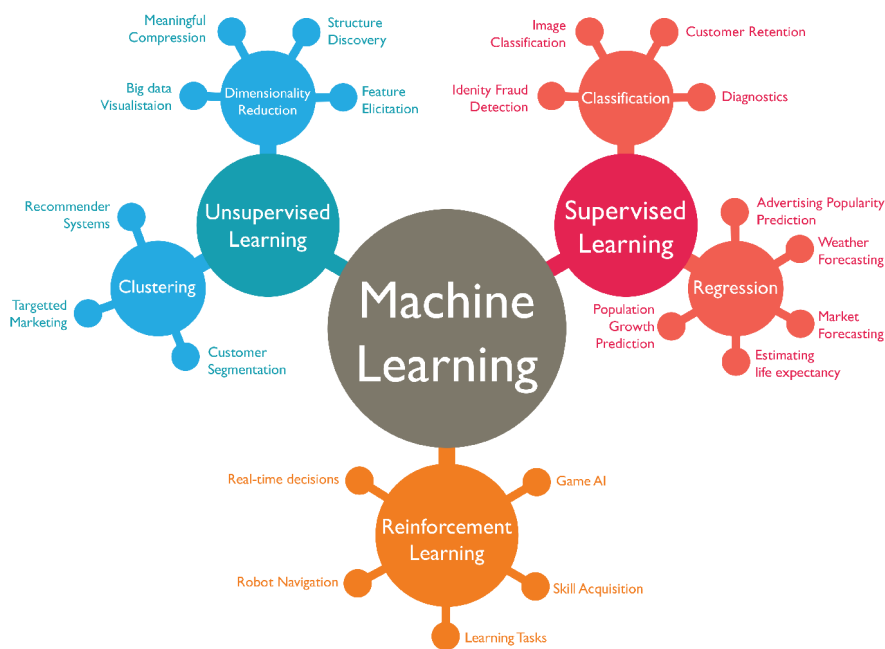 Meaningful
Compression
Structure
Discovery
Big data
Visualistaion
Dimensionality
Reduction
Feature
Elicitation
Image
Classification
Customer Retention
Idenity Fraud
Detection
Classification
Diagnostics
Recommender
Systems
Unsupervised
Learning
Clustering
Targetted
Marketing
Customer
Segmentation
Machine
Learning
Supervised
Learning
Advertising Popularity
Prediction
Weather
Forecasting
Regression
Population
Growth
Prediction
Market
Forecasting
Estimating
life expectancy
Real-time decisions
Game AI
Reinforcement
Learning
Robot Navigation
Skill Acquisition
Learning Tasks